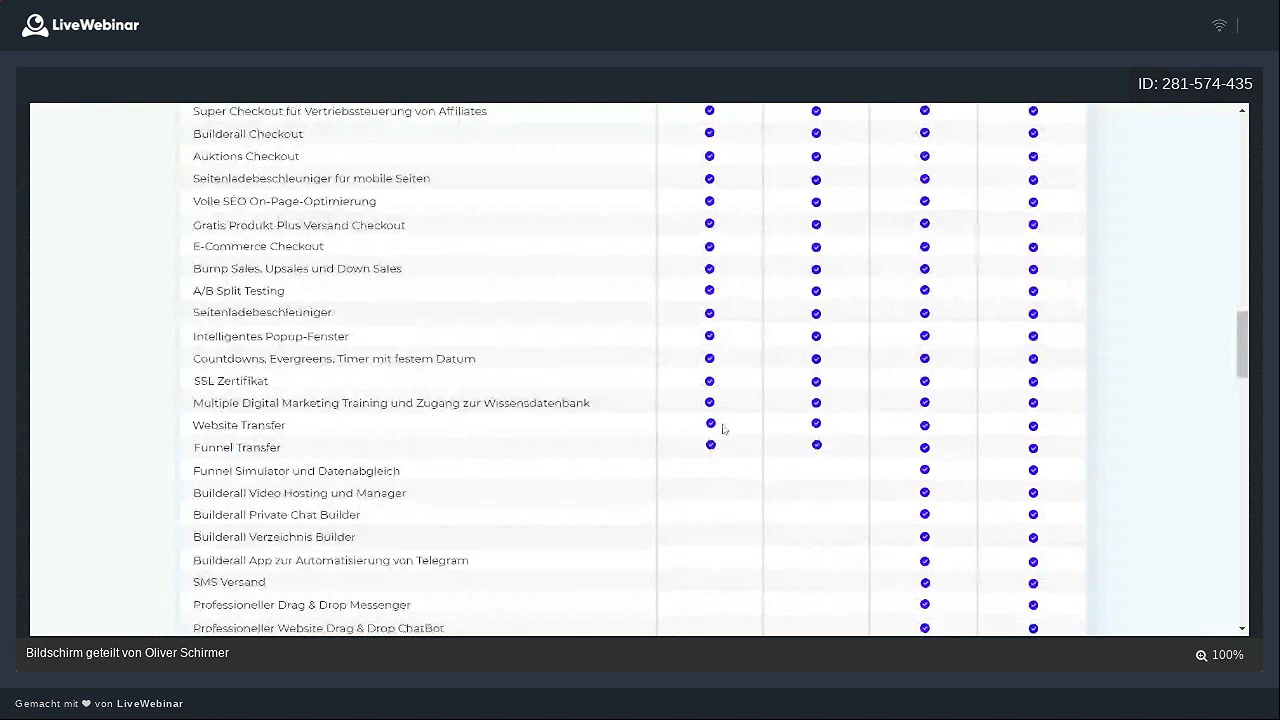 LiveWebinar
ID: 281-574-435
Super Checkout für Vertriebssteuerung von Affiliates
Builderall Checkout
Auktions Checkout
Seitenladebeschleuniger für mobile Seiten
Volle SEO On-Page-Optimierung
Gratis Produkt Plus Versand Checkout
E-Commerce Checkout
Bump Sales, Upsales und Down Sales
A/B Split Testing
Seitenladebeschleuniger
Intelligentes Popup-Fenster
Countdowns, Evergreens, Timer mit festem Datum
SSL Zertifikat
Multiple Digital Marketing Training und Zugang zur Wissensdatenbank
Website Transfer
Funnel Transfer
Funnel Simulator und Datenabgleich
Builderall Video Hosting und Manager
Builderall Private Chat Builder
Builderall Verzeichnis Builder
Builderall App zur Automatisierung von Telegram
SMS Versand
Professioneller Drag & Drop Messenger
Professioneller Website Drag & Drop ChatBot
Bildschirm geteilt von Oliver Schirmer
100%
Gemacht mit ❤ von LiveWebinar